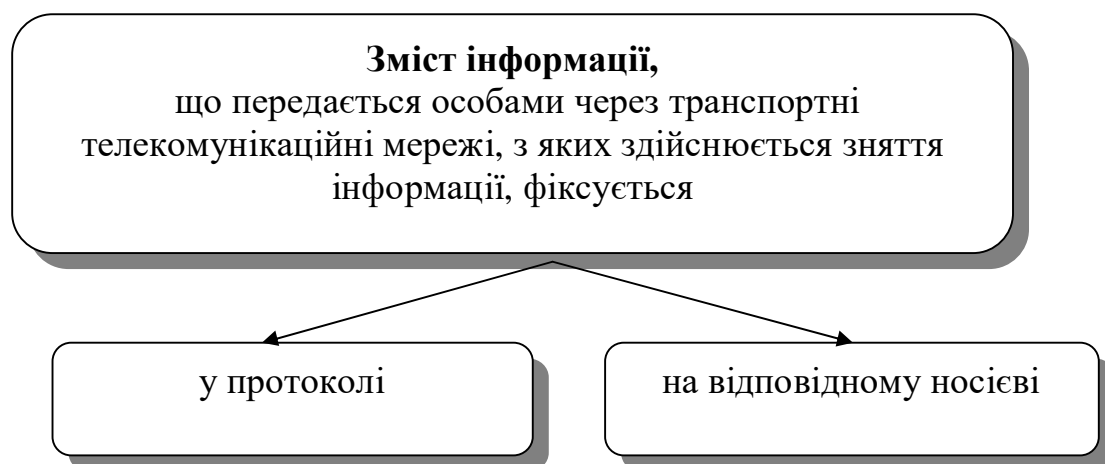 Зміст інформації,
що передається особами через транспортні
телекомунікаційні мережі, з яких здійснюється зняття
інформації, фіксується
у протоколі
на відповідному носієві